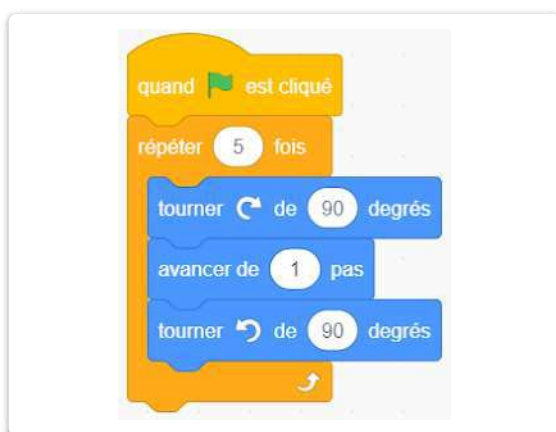 quand est cliqué
répéter 5 fois
tourner de 90 degrés
avancer de 1 pas
tourner de 90 degrés